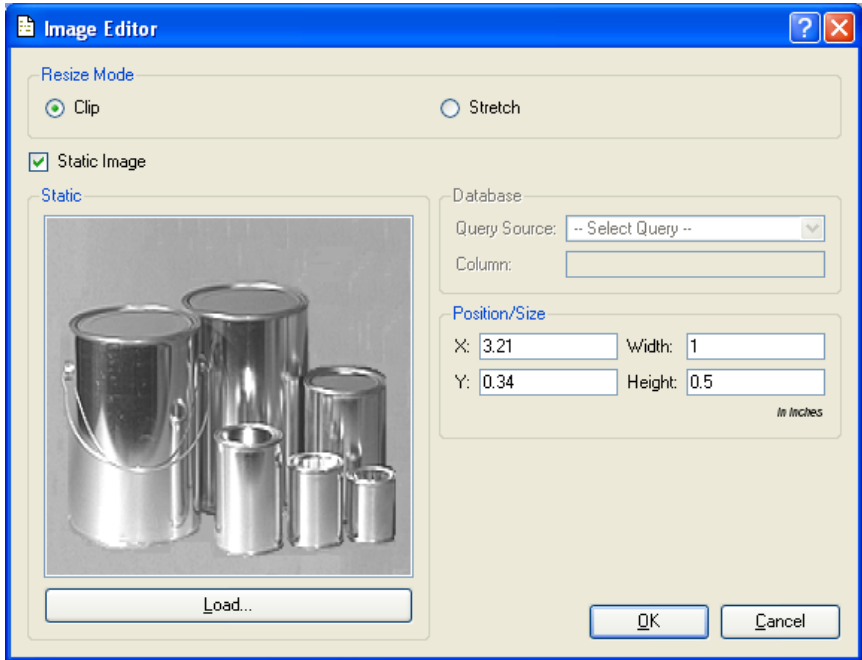 Image Editor
Resize Mode
Clip
Stretch
Static Image
Static
Load...
Database
Query Source: -- Select Query --
Column:
Position/Size
X: 3.21 Width: 1
Y: 0.34 Height: 0.5
In Inches
OK Cancel